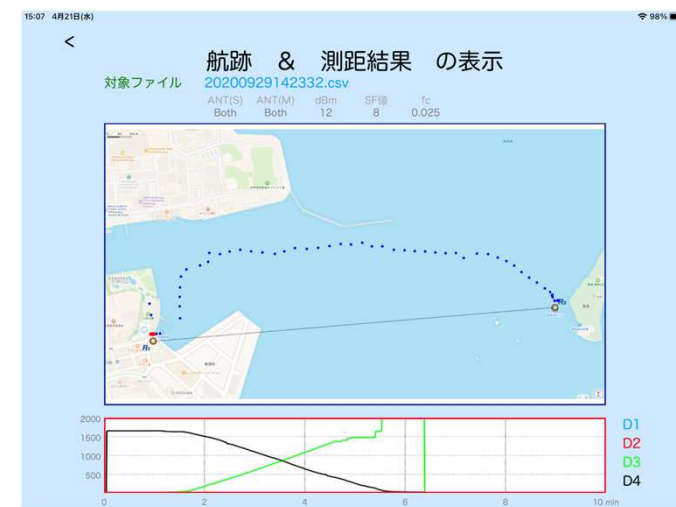 15:07 4月21日(水) 98%
<
航跡 & 測距結果 の表示
対象ファイル 20200929142332.csv
ANT(S) ANT(M) dBm SF値 fc
Both Both 12 8 0.025
2000
1500
1000
500
0 2 4 6 8 10 min
D1
D2
D3
D4